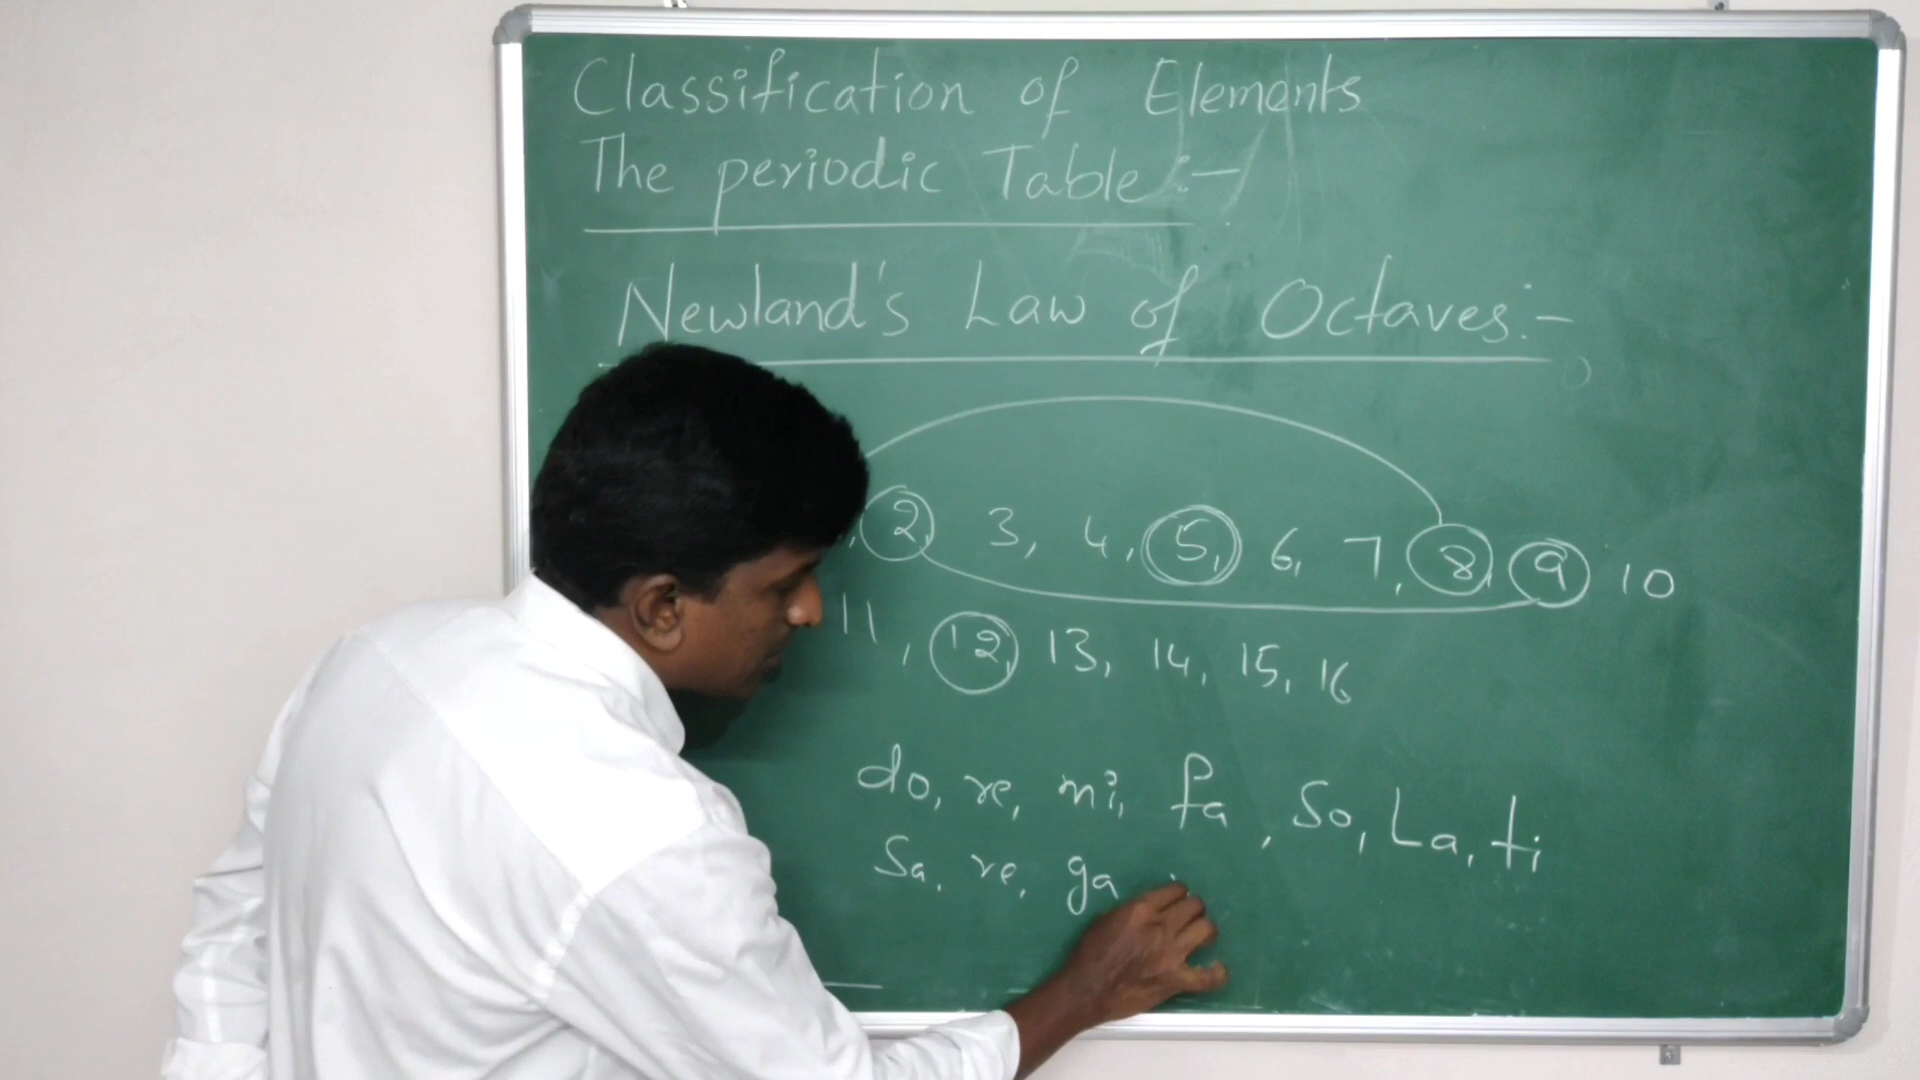 Classification of Elements
The periodic Table :-
Newland's Law of Octaves:-
, 2, 3, 4, 5, 6, 7, 8, 9 10
11, 12, 13, 14, 15, 16
do, re, mi, fa, So, La, ti
Sa, re, ga